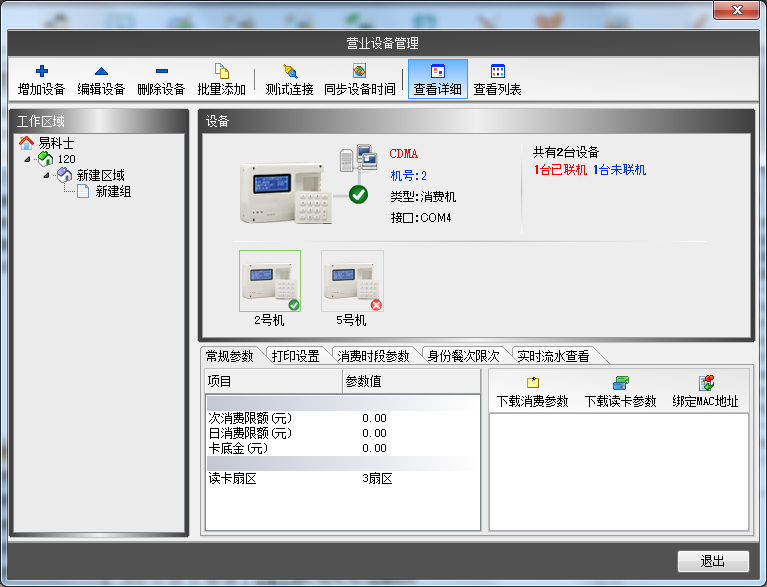 营业设备管理
增加设备 编辑设备 删除设备 批量添加 测试连接 同步设备时间 查看详细 查看列表
工作区域
易科士
120
新建区域
新建组
设备
CDMA
机号:2
类型:消费机
接口:COM4
共有2台设备
1台已联机 1台未联机
2号机 5号机
常规参数 打印设置 消费时段参数 身份餐次限次 实时流水查看
项目 参数值
次消费限额(元) 0.00
日消费限额(元) 0.00
卡底金(元) 0.00
读卡扇区 3扇区
下载消费参数 下载读卡参数 绑定MAC地址
退出